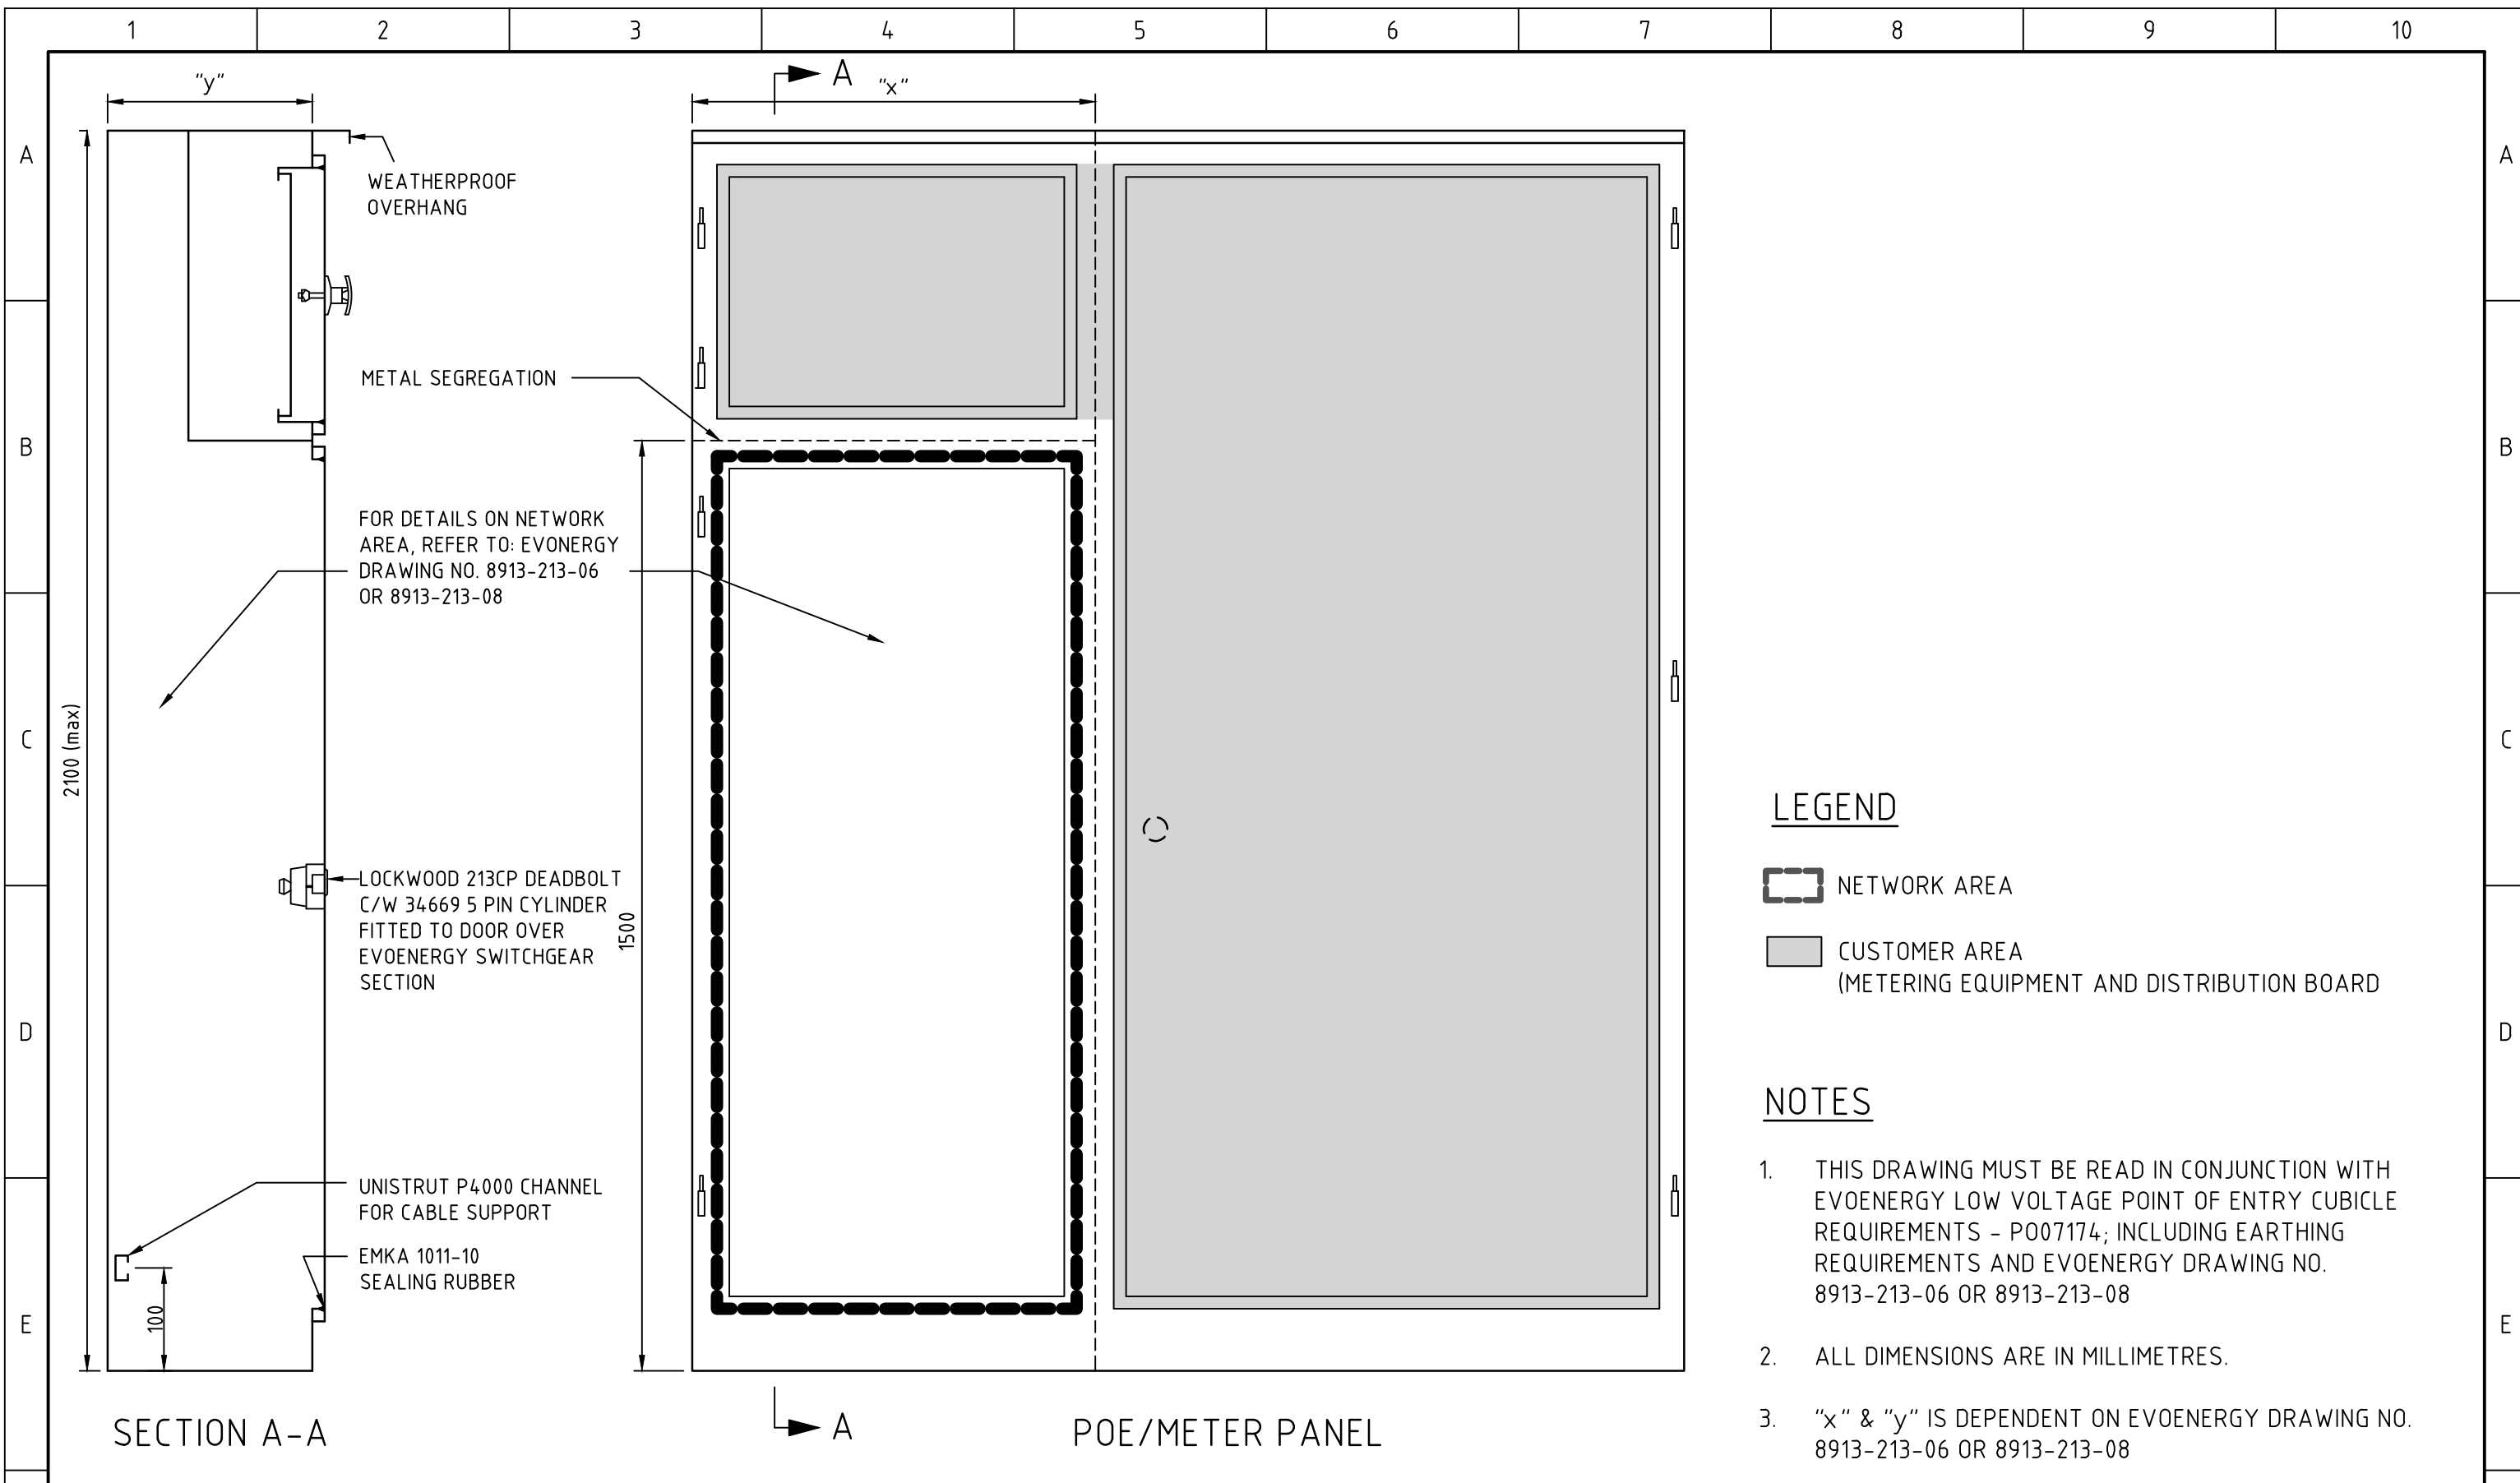 1 2 3 4 5 6 7 8 9 10
A
B
C
D
E
A
B
C
D
E
"y"
A
"x"
WEATHERPROOF
OVERHANG
METAL SEGREGATION
FOR DETAILS ON NETWORK
AREA, REFER TO: EVONERGY
DRAWING NO. 8913-213-06
OR 8913-213-08
2100 (max)
LOCKWOOD 213CP DEADBOLT
C/W 34669 5 PIN CYLINDER
FITTED TO DOOR OVER
EVOENERGY SWITCHGEAR
SECTION
1500
UNISTRUT P4000 CHANNEL
FOR CABLE SUPPORT
EMKA 1011-10
SEALING RUBBER
100
SECTION A-A
A
POE/METER PANEL
LEGEND
NETWORK AREA
CUSTOMER AREA
(METERING EQUIPMENT AND DISTRIBUTION BOARD
NOTES
1. THIS DRAWING MUST BE READ IN CONJUNCTION WITH
EVOENERGY LOW VOLTAGE POINT OF ENTRY CUBICLE
REQUIREMENTS - PO07174; INCLUDING EARTHING
REQUIREMENTS AND EVOENERGY DRAWING NO.
8913-213-06 OR 8913-213-08
2. ALL DIMENSIONS ARE IN MILLIMETRES.
3. "x" & "y" IS DEPENDENT ON EVOENERGY DRAWING NO.
8913-213-06 OR 8913-213-08